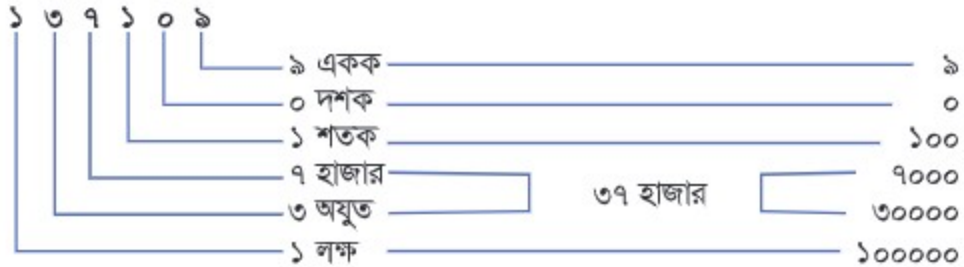 ১ ৩ ৭ ১ ০ ৯
৯ একক ৯
০ দশক ০
১ শতক ১০০
৭ হাজার ৭০০০
৩৭ হাজার
৩ অযুত ৩০০০০
১ লক্ষ ১০০০০০